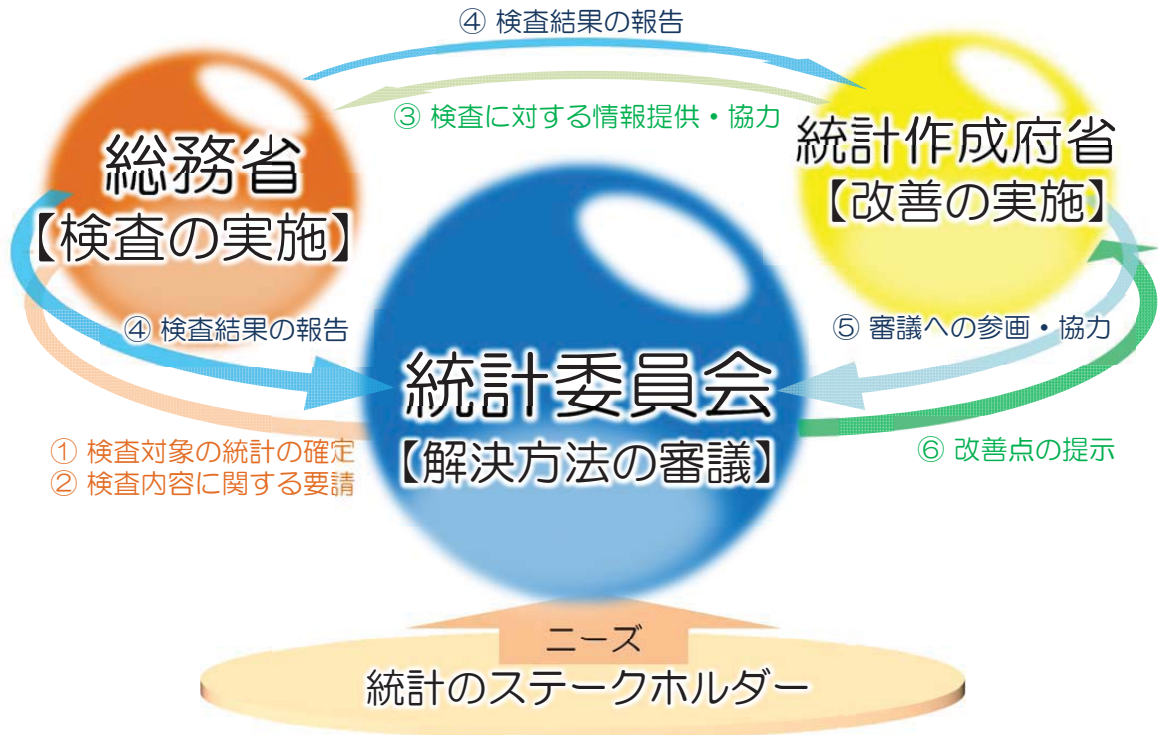 ④ 検査結果の報告
③ 検査に対する情報提供・協力
総務省
【検査の実施】
統計作成府省
【改善の実施】
④ 検査結果の報告
⑤ 審議への参画・協力
統計委員会
【解決方法の審議】
① 検査対象の統計の確定
② 検査内容に関する要請
⑥ 改善点の提示
ニーズ
統計のステークホルダー